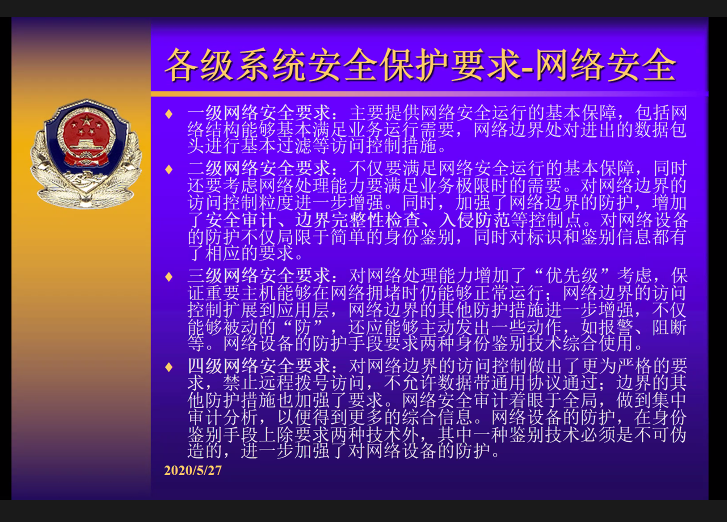 各级系统安全保护要求-网络安全
一级网络安全要求：主要提供网络安全运行的基本保障，包括网
络结构能够基本满足业务运行需要，网络边界处对进出的数据包
头进行基本过滤等访问控制措施。
二级网络安全要求：不仅要满足网络安全运行的基本保障，同时
还要考虑网络处理能力要满足业务极限时的需要。对网络边界的
访问控制粒度进一步增强。同时，加强了网络边界的防护，增加
了安全审计、边界完整性检查、入侵防范等控制点。对网络设备
的防护不仅局限于简单的身份鉴别，同时对标识和鉴别信息都有
了相应的要求。
三级网络安全要求：对网络处理能力增加了“优先级”考虑，保
证重要主机能够在网络拥堵时仍能够正常运行；网络边界的访问
控制扩展到应用层，网络边界的其他防护措施进一步增强，不仅
能够被动的“防”，还应能够主动发出一些动作，如报警、阻断
等。网络设备的防护手段要求两种身份鉴别技术综合使用。
四级网络安全要求：对网络边界的访问控制做出了更为严格的要
求，禁止远程拨号访问，不允许数据带通用协议通过；边界的其
他防护措施也加强了要求。网络安全审计着眼于全局，做到集中
审计分析，以便得到更多的综合信息。网络设备的防护，在身份
鉴别手段上除要求两种技术外，其中一种鉴别技术必须是不可伪
造的，进一步加强了对网络设备的防护。
2020/5/27